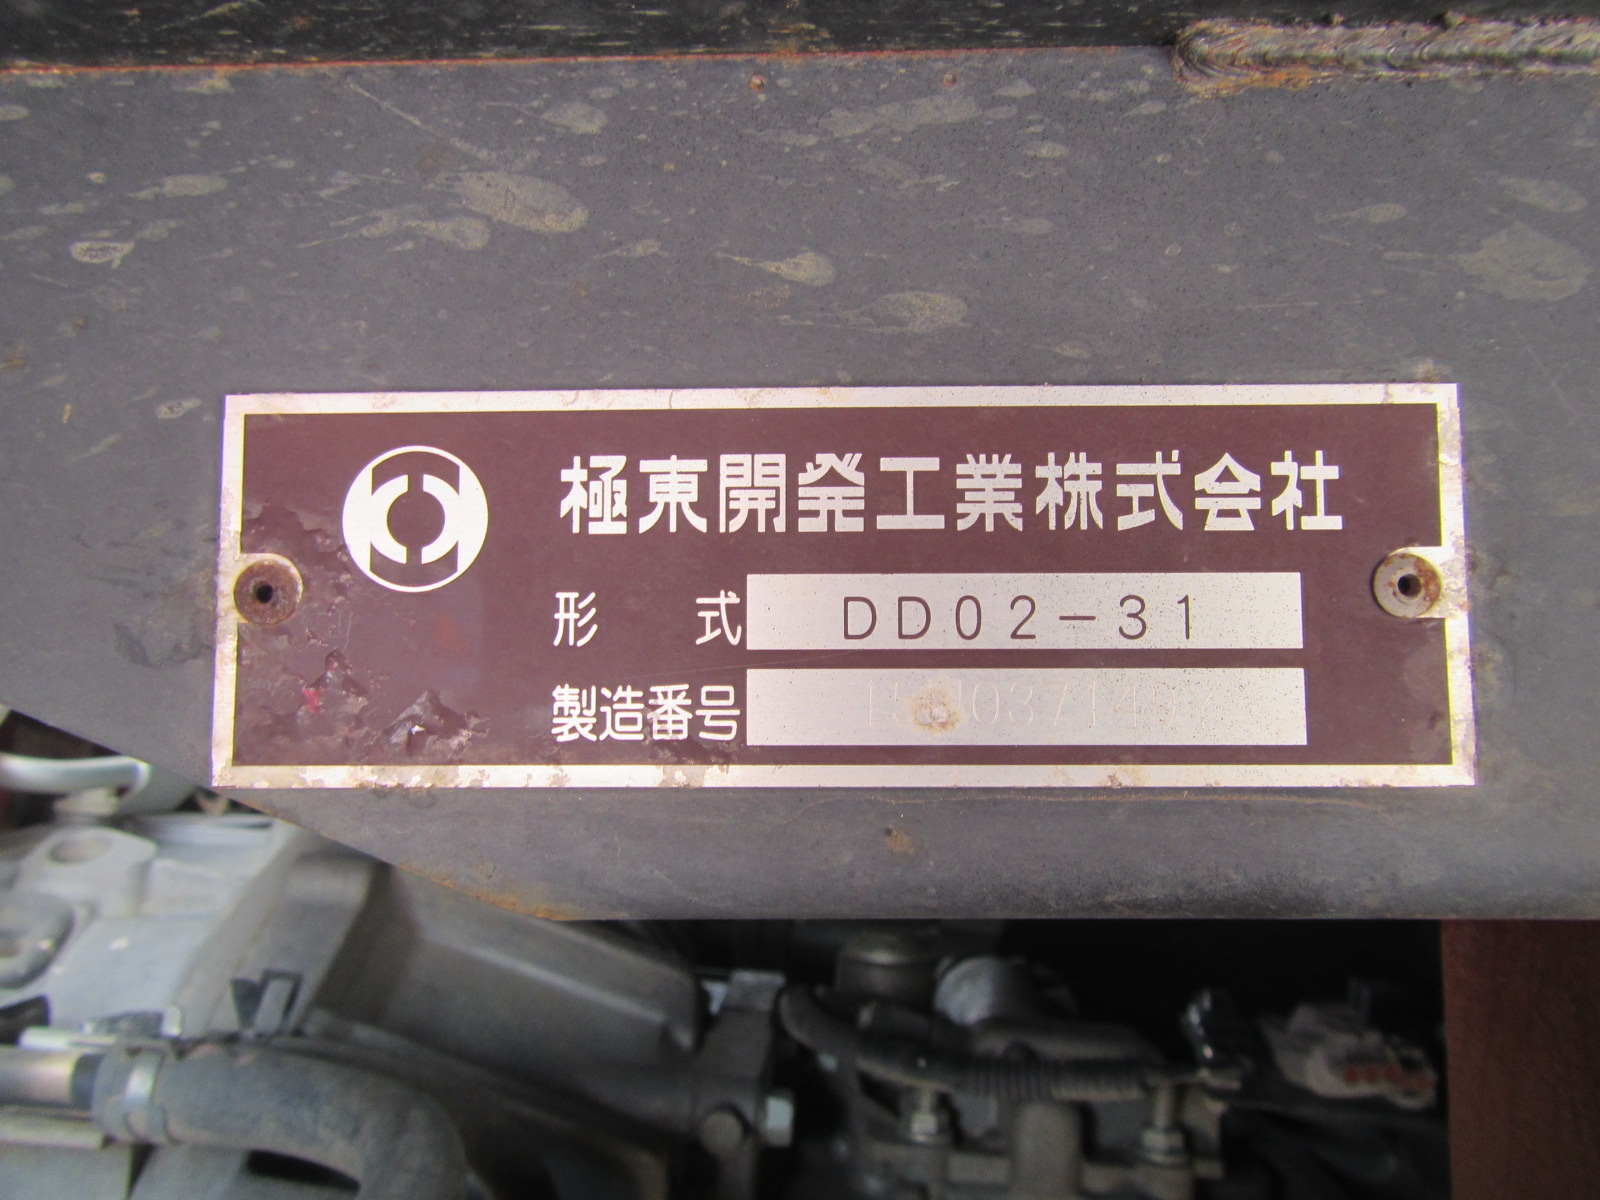 極東開発工業株式会社
形 式 DD02-31
製造番号